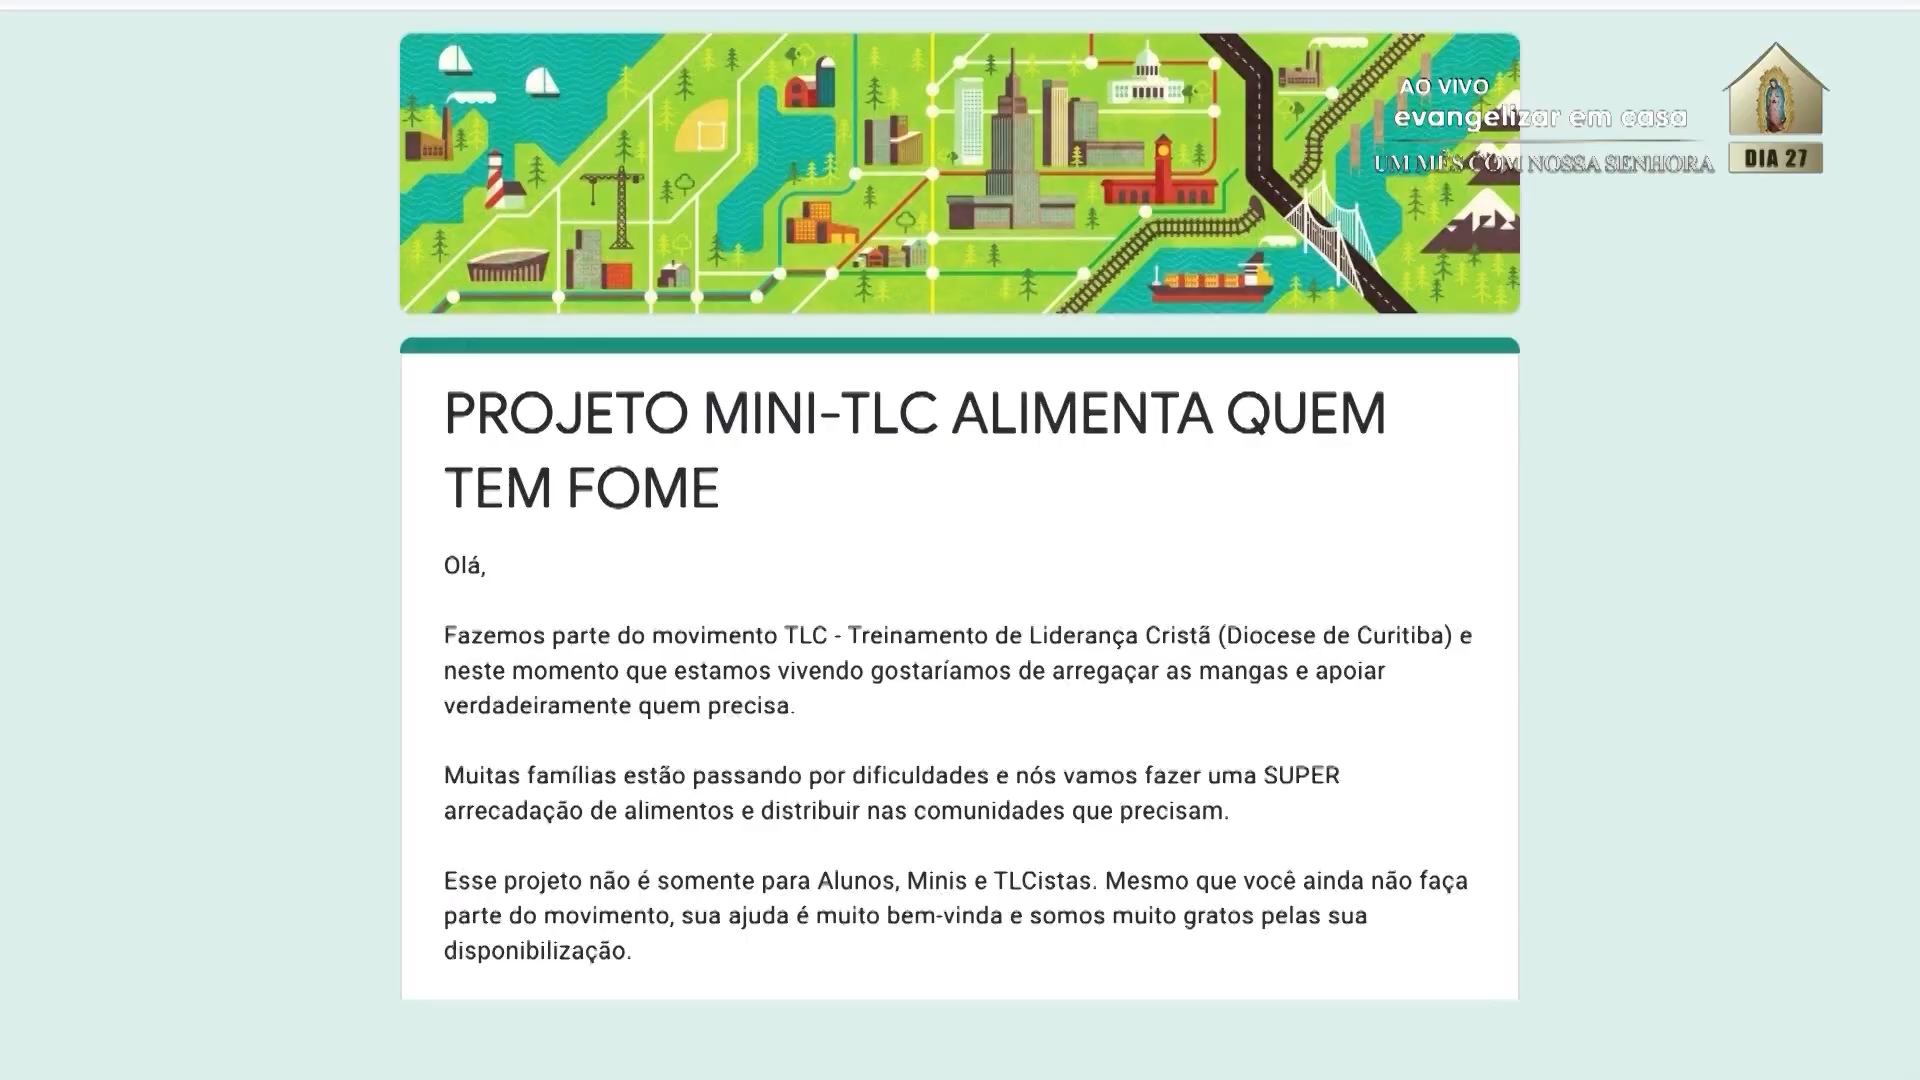 AO VIVO
evangelizar em casa
UM MÊS COM NOSSA SENHORA
DIA 27
PROJETO MINI-TLC ALIMENTA QUEM
TEM FOME
Olá,
Fazemos parte do movimento TLC - Treinamento de Liderança Cristã (Diocese de Curitiba) e
neste momento que estamos vivendo gostaríamos de arregaçar as mangas e apoiar
verdadeiramente quem precisa.
Muitas famílias estão passando por dificuldades e nós vamos fazer uma SUPER
arrecadação de alimentos e distribuir nas comunidades que precisam.
Esse projeto não é somente para Alunos, Minis e TLCistas. Mesmo que você ainda não faça
parte do movimento, sua ajuda é muito bem-vinda e somos muito gratos pelas sua
disponibilização.